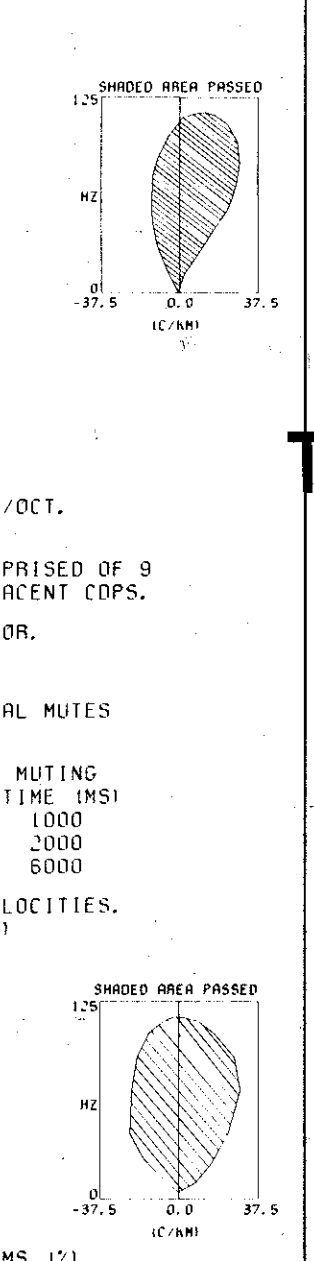 SHADED AREA PASSED
125
HZ
0
-37.5 0.0 37.5
(C/KM)
/OCT.
PRISED OF 9
ACENT CDPS.
OR.
AL MUTES
MUTING
TIME (MS)
1000
2000
6000
LOCITIES.
)
SHADED AREA PASSED
125
HZ
0
-37.5 0.0 37.5
(C/KM)
MS (%)